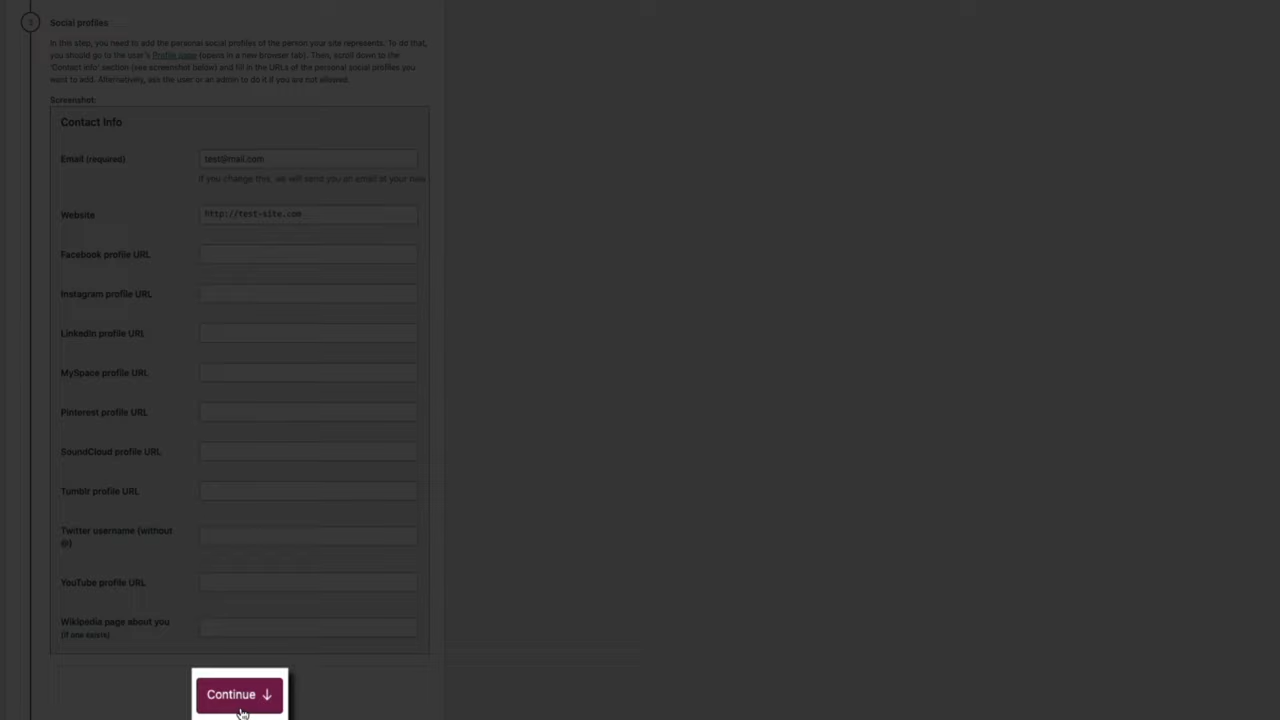 3
Social profiles
In this step, you need to add the personal social profiles of the person your site represents. To do that,
you should go to the user's Profile page (opens in a new browser tab). Then, scroll down to the
'Contact info' section (see screenshot below) and fill in the URLs of the personal social profiles you
want to add. Alternatively, ask the user or an admin to do it if you are not allowed.
Screenshot:
Contact Info
Email (required)
test@mail.com
If you change this, we will send you an email at your new
Website
http://test-site.com
Facebook profile URL
Instagram profile URL
LinkedIn profile URL
MySpace profile URL
Pinterest profile URL
SoundCloud profile URL
Tumblr profile URL
Twitter username (without
@)
YouTube profile URL
Wikipedia page about you
(if one exists)
Continue ↓